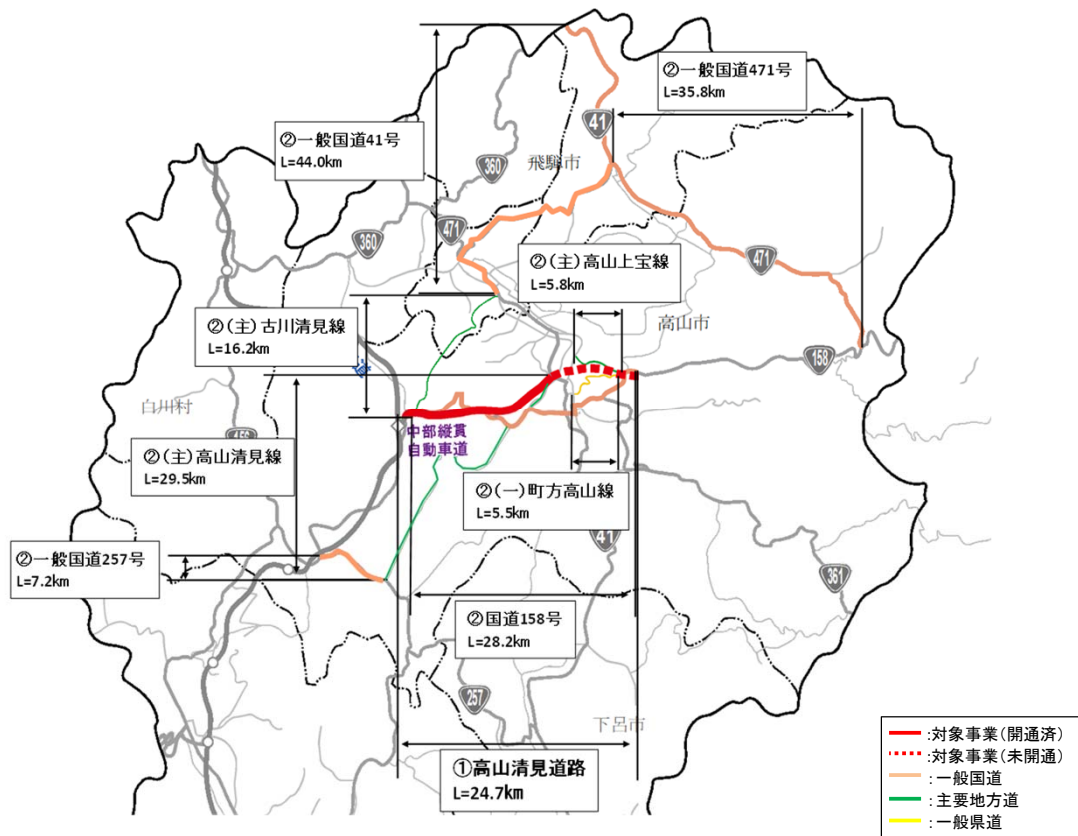 ②一般国道471号
L=35.8km
41
②一般国道41号
L=44.0km
360
飛騨市
471
360
②(主)高山上宝線
L=5.8km
471
高山市
②(主)古川清見線
L=16.2km
158
白川村
中部縦貫
自動車道
156
②(主)高山清見線
L=29.5km
②(一)町方高山線
L=5.5km
41
②一般国道257号
L=7.2km
361
②国道158号
L=28.2km
257
下呂市
①高山清見道路
L=24.7km
:対象事業(開通済)
:対象事業(未開通)
:一般国道
:主要地方道
:一般県道